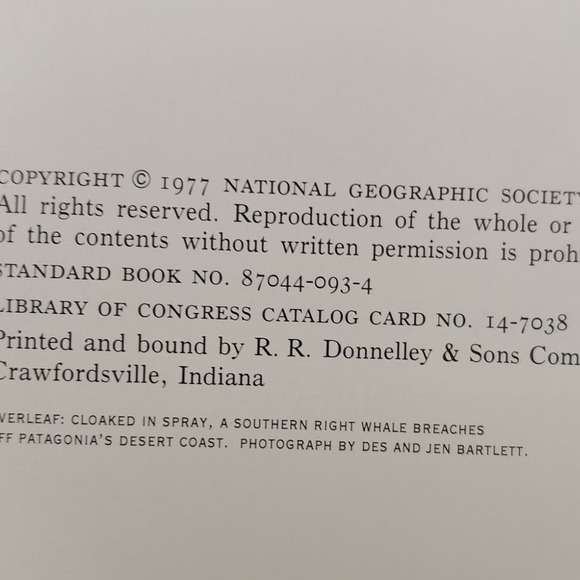 COPYRIGHT © 1977 NATIONAL GEOGRAPHIC SOCIETY
All rights reserved. Reproduction of the whole or
of the contents without written permission is proh
STANDARD BOOK NO. 87044-093-4
LIBRARY OF CONGRESS CATALOG CARD NO. 14-7038
Printed and bound by R. R. Donnelley & Sons Com
Crawfordsville, Indiana
VERLEAF: CLOAKED IN SPRAY, A SOUTHERN RIGHT WHALE BREACHES
FF PATAGONIA'S DESERT COAST. PHOTOGRAPH BY DES AND JEN BARTLETT.